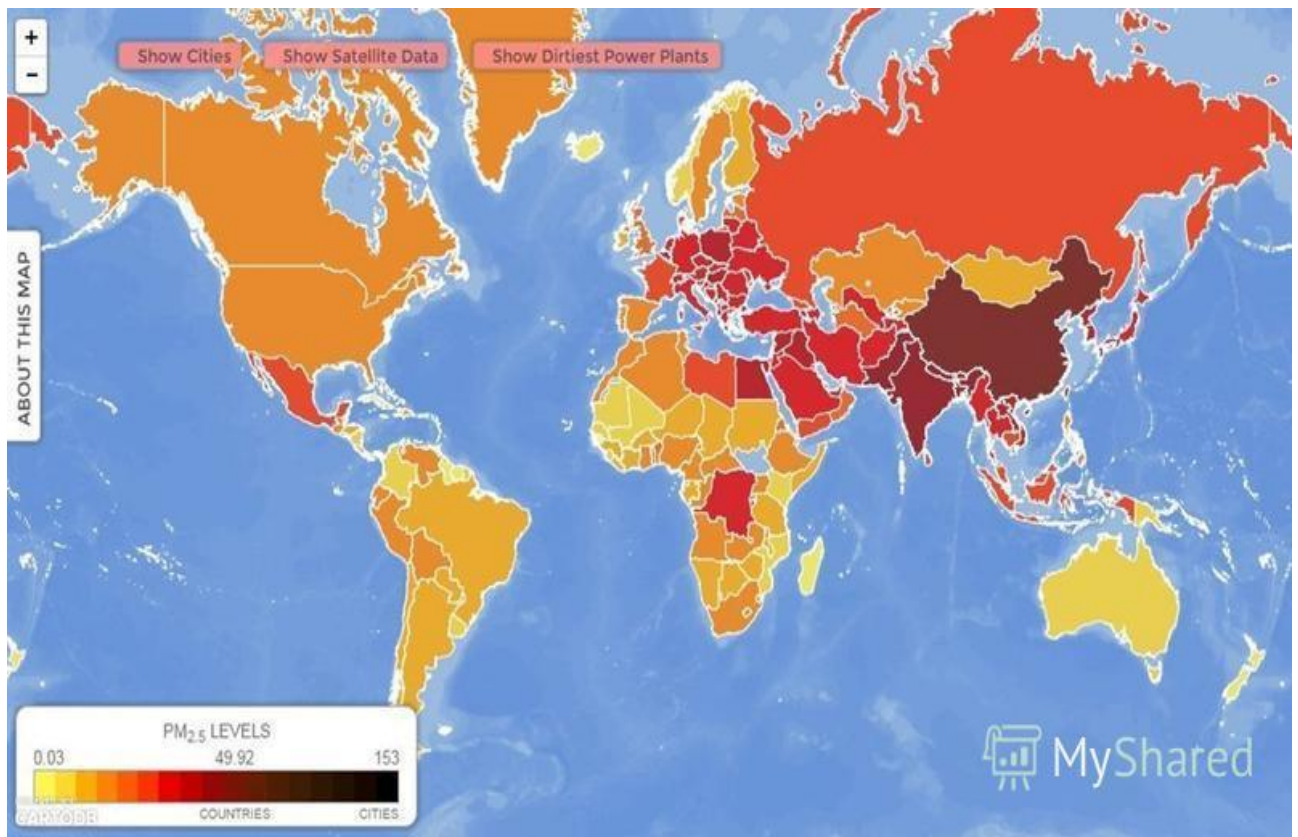 +
Show Cities
Show Satellite Data
Show Dirtiest Power Plants
−
ABOUT THIS MAP
PM2.5 LEVELS
0.03 49.92 153
COUNTRIES CITIES
CARTODB
MyShared